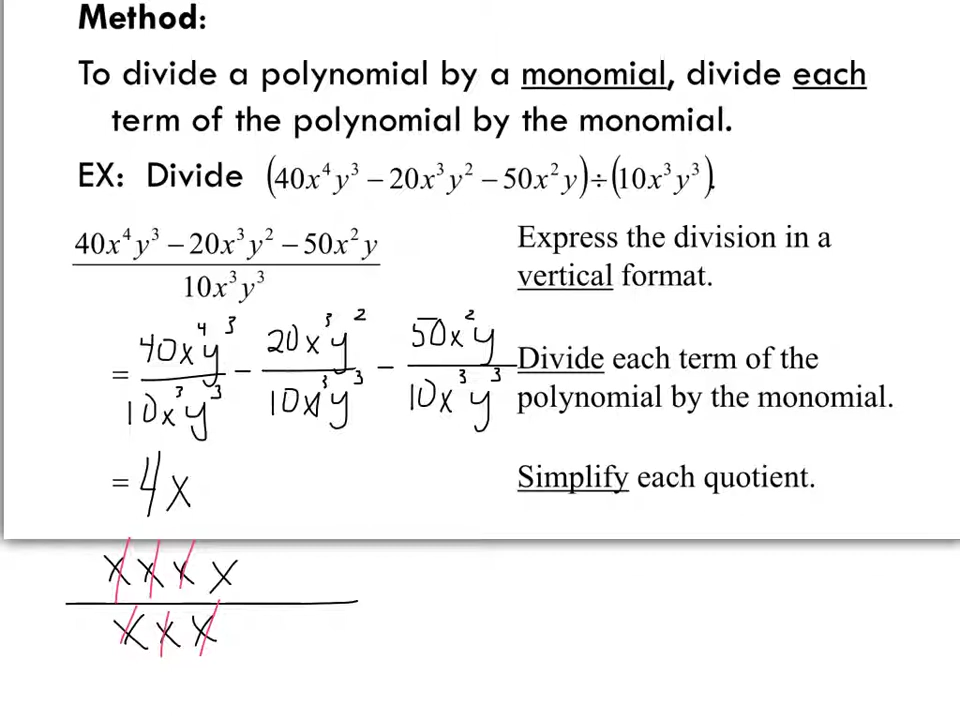 Method:
To divide a polynomial by a monomial, divide each
term of the polynomial by the monomial.
EX: Divide (40x⁴y³ − 20x³y² − 50x²y) ÷ (10x³y³).
40x⁴y³ − 20x³y² − 50x²y
10x³y³
Express the division in a
vertical format.
= 40x⁴y³ − 20x³y² − 50x²y
10x³y³ 10x³y³ 10x³y³
Divide each term of the
polynomial by the monomial.
= 4x
Simplify each quotient.
x x x x
x x x